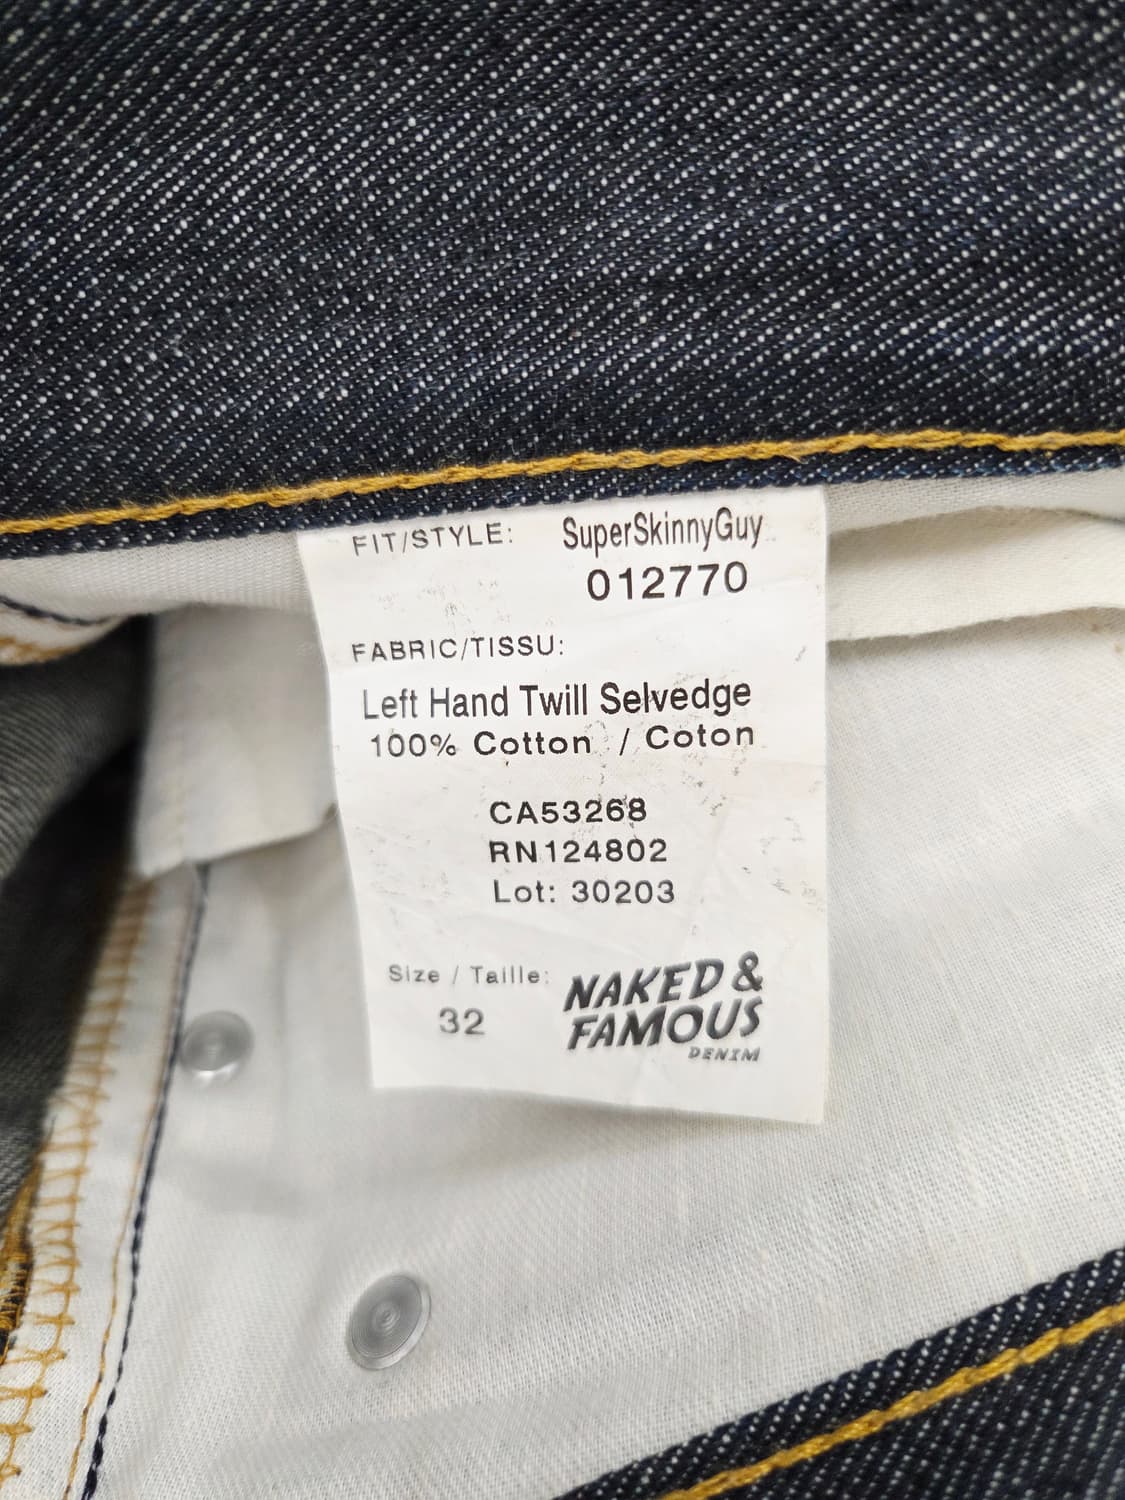 FIT/STYLE: SuperSkinnyGuy
012770
FABRIC/TISSU:
Left Hand Twill Selvedge
100% Cotton / Coton
CA53268
RN124802
Lot: 30203
Size / Taille:
32
NAKED &
FAMOUS
DENIM